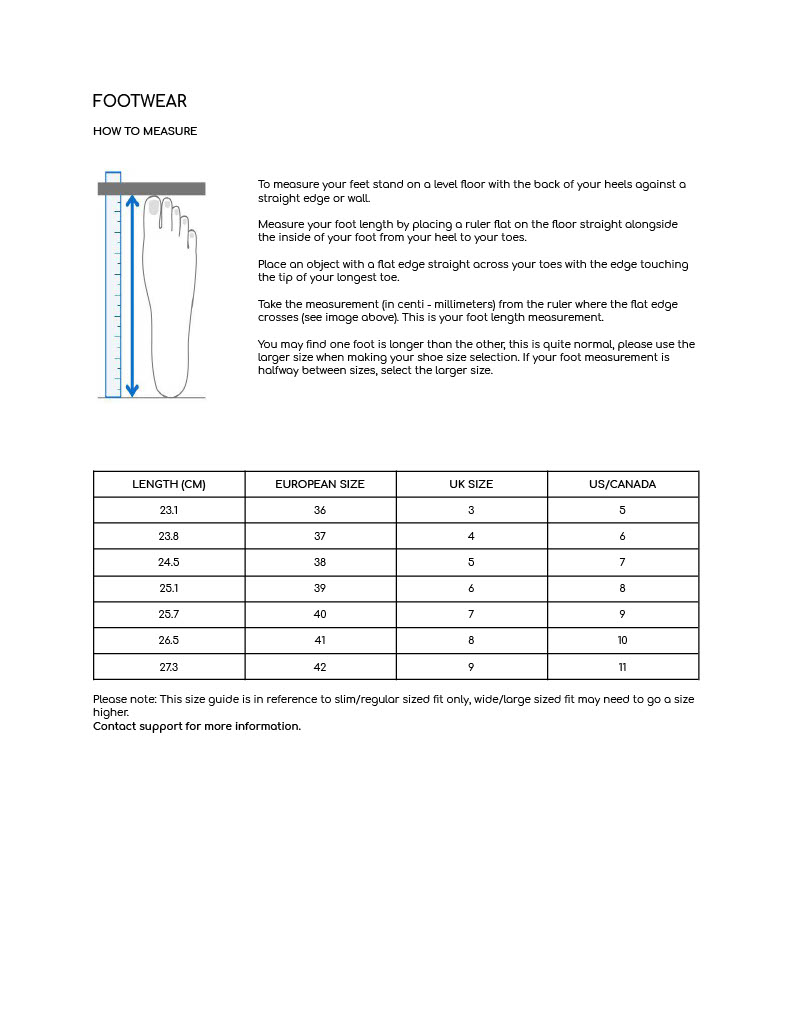 FOOTWEAR
HOW TO MEASURE
To measure your feet stand on a level floor with the back of your heels against a
straight edge or wall.
Measure your foot length by placing a ruler flat on the floor straight alongside
the inside of your foot from your heel to your toes.
Place an object with a flat edge straight across your toes with the edge touching
the tip of your longest toe.
Take the measurement (in centi - millimeters) from the ruler where the flat edge
crosses (see image above). This is your foot length measurement.
You may find one foot is longer than the other, this is quite normal, please use the
larger size when making your shoe size selection. If your foot measurement is
halfway between sizes, select the larger size.
LENGTH (CM) EUROPEAN SIZE UK SIZE US/CANADA
23.1 36 3 5
23.8 37 4 6
24.5 38 5 7
25.1 39 6 8
25.7 40 7 9
26.5 41 8 10
27.3 42 9 11
Please note: This size guide is in reference to slim/regular sized fit only, wide/large sized fit may need to go a size
higher.
Contact support for more information.